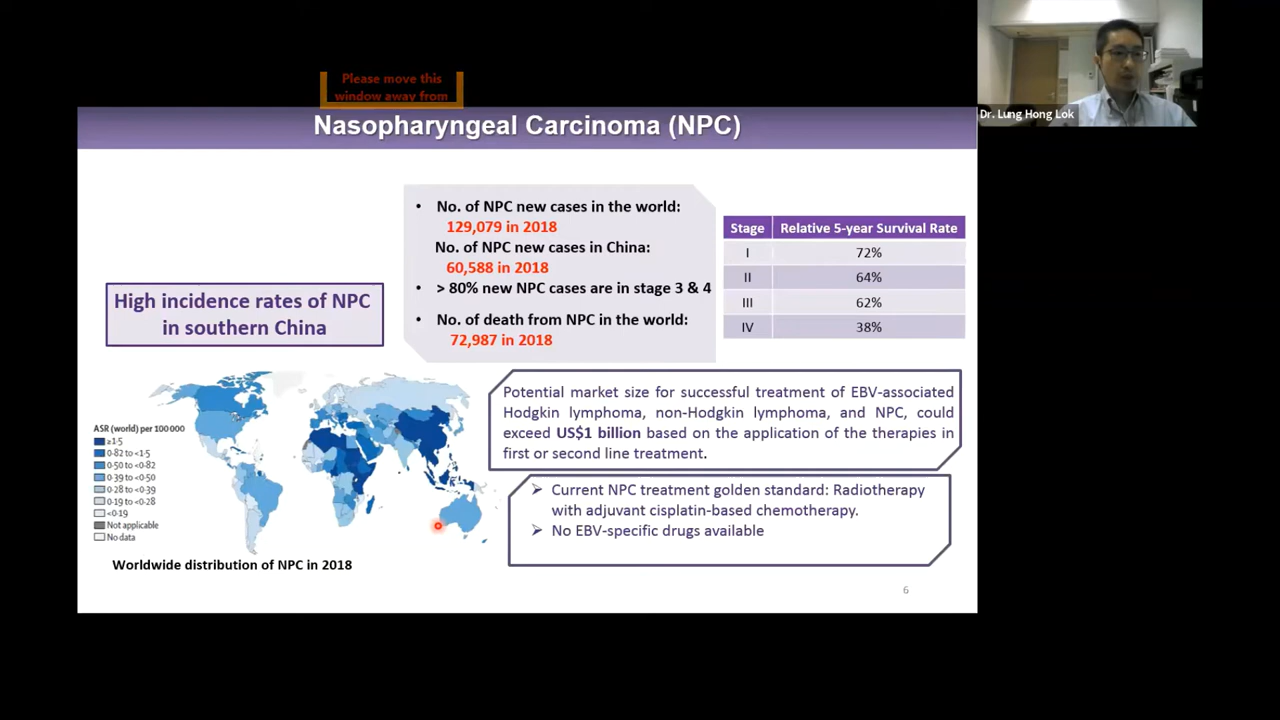 Please move this
window away from
Dr. Lung Hong Lok
Nasopharyngeal Carcinoma (NPC)
• No. of NPC new cases in the world:
129,079 in 2018
No. of NPC new cases in China:
60,588 in 2018
• > 80% new NPC cases are in stage 3 & 4
• No. of death from NPC in the world:
72,987 in 2018
Stage Relative 5-year Survival Rate
I 72%
II 64%
III 62%
IV 38%
High incidence rates of NPC
in southern China
ASR (world) per 100 000
≥1·5
0·82 to <1·5
0·50 to <0·82
0·39 to <0·50
0·28 to <0·39
0·19 to <0·28
<0·19
Not applicable
No data
Worldwide distribution of NPC in 2018
Potential market size for successful treatment of EBV-associated
Hodgkin lymphoma, non-Hodgkin lymphoma, and NPC, could
exceed US$1 billion based on the application of the therapies in
first or second line treatment.
➢ Current NPC treatment golden standard: Radiotherapy
with adjuvant cisplatin-based chemotherapy.
➢ No EBV-specific drugs available
6